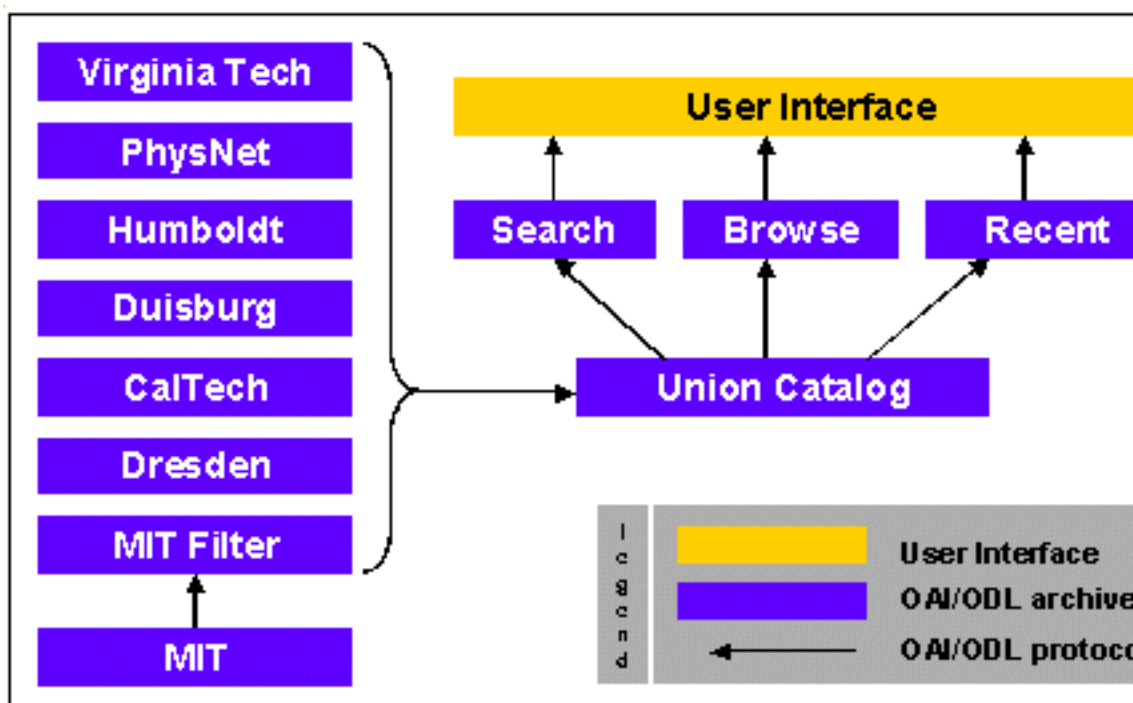 Virginia Tech
PhysNet
Humboldt
Duisburg
CalTech
Dresden
MIT Filter
MIT
User Interface
Search
Browse
Recent
Union Catalog
legend
User Interface
OAI/ODL archive
OAI/ODL protoco